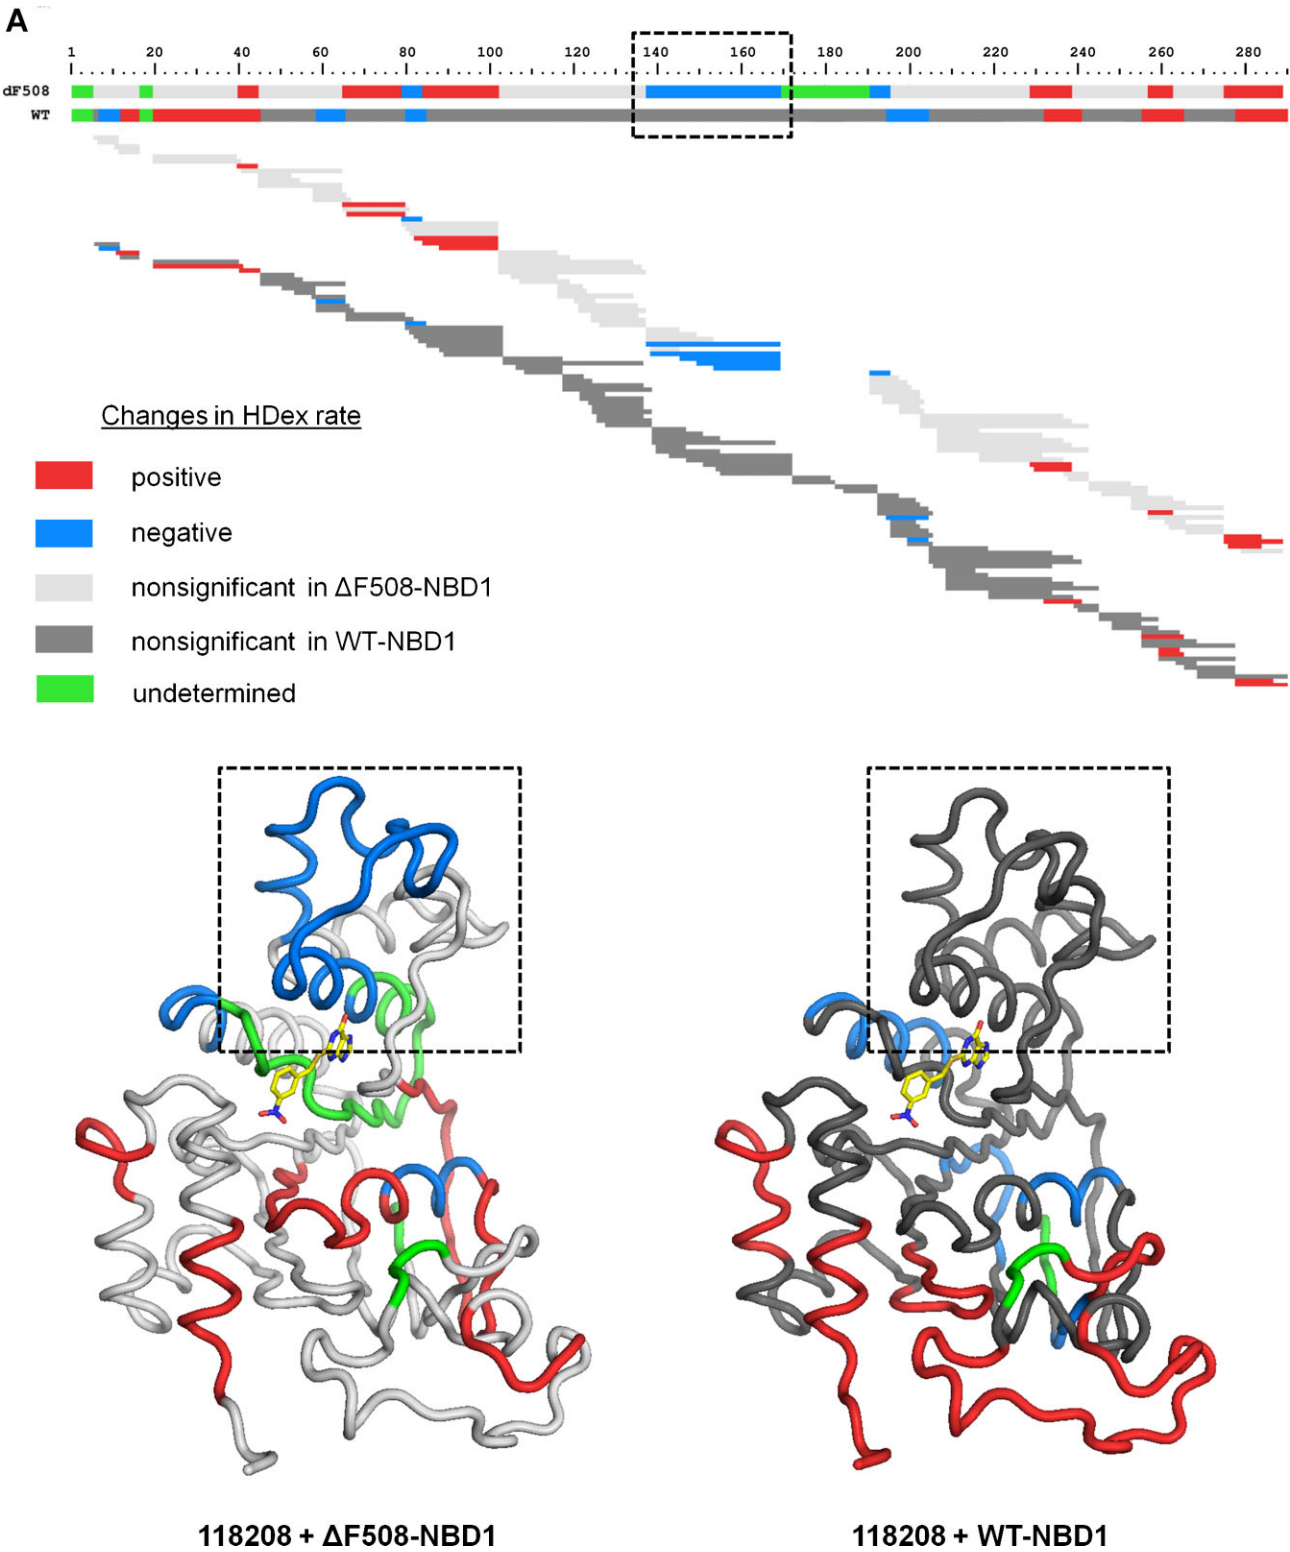 A
1 20 40 60 80 100 120 140 160 180 200 220 240 260 280
dF508
WT
Changes in HDex rate
positive
negative
nonsignificant in ΔF508-NBD1
nonsignificant in WT-NBD1
undetermined
118208 + ΔF508-NBD1 118208 + WT-NBD1